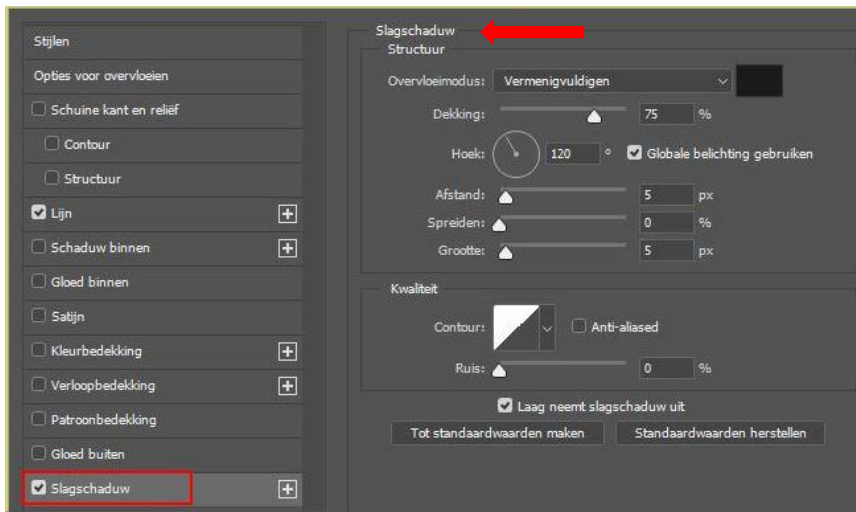 Stijlen
Opties voor overvloeien
Schuine kant en reliëf
Contour
Structuur
Lijn
Schaduw binnen
Gloed binnen
Satijn
Kleurbedekking
Verloopbedekking
Patroonbedekking
Gloed buiten
Slagschaduw
Slagschaduw
Structuur
Overvloeimodus: Vermenigvuldigen
Dekking: 75 %
Hoek: 120 ° Globale belichting gebruiken
Afstand: 5 px
Spreiden: 0 %
Grootte: 5 px
Kwaliteit
Contour: Anti-aliased
Ruis: 0 %
Laag neemt slagschaduw uit
Tot standaardwaarden maken Standaardwaarden herstellen